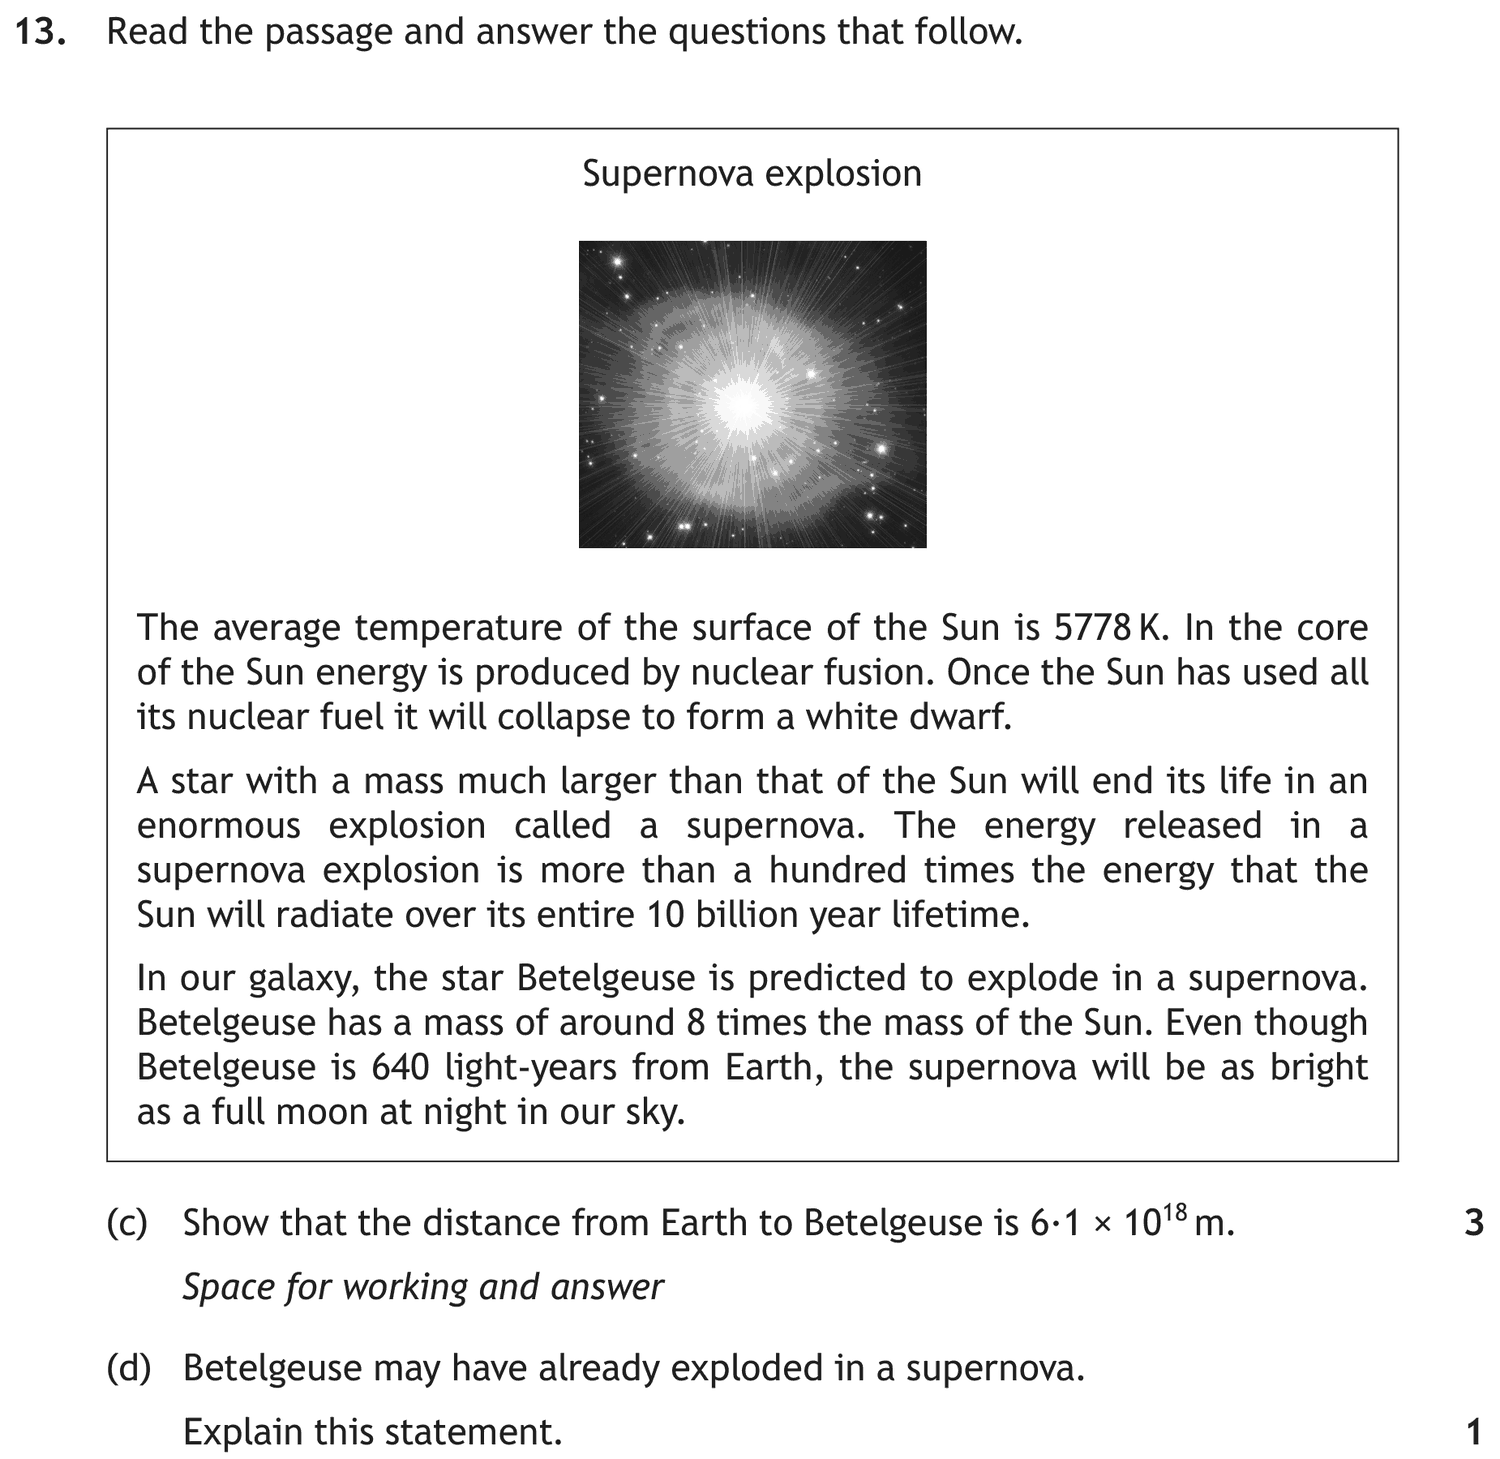 13. Read the passage and answer the questions that follow.
Supernova explosion
The average temperature of the surface of the Sun is 5778 K. In the core
of the Sun energy is produced by nuclear fusion. Once the Sun has used all
its nuclear fuel it will collapse to form a white dwarf.
A star with a mass much larger than that of the Sun will end its life in an
enormous explosion called a supernova. The energy released in a
supernova explosion is more than a hundred times the energy that the
Sun will radiate over its entire 10 billion year lifetime.
In our galaxy, the star Betelgeuse is predicted to explode in a supernova.
Betelgeuse has a mass of around 8 times the mass of the Sun. Even though
Betelgeuse is 640 light-years from Earth, the supernova will be as bright
as a full moon at night in our sky.
(c) Show that the distance from Earth to Betelgeuse is 6·1 × 10¹⁸ m. 3
Space for working and answer
(d) Betelgeuse may have already exploded in a supernova.
Explain this statement. 1